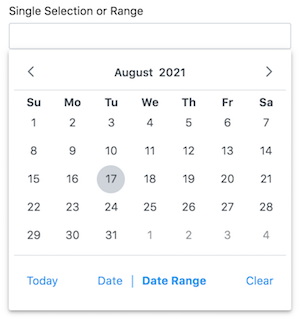 Single Selection or Range
August 2021
Su Mo Tu We Th Fr Sa
1 2 3 4 5 6 7
8 9 10 11 12 13 14
15 16 17 18 19 20 21
22 23 24 25 26 27 28
29 30 31 1 2 3 4
Today Date | Date Range Clear